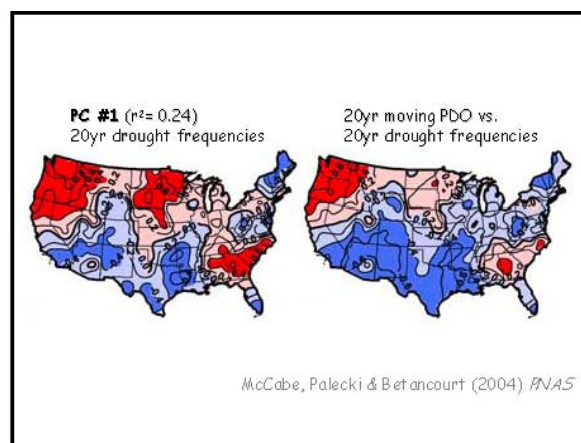 PC #1 (r²= 0.24)
20yr drought frequencies
20yr moving PDO vs.
20yr drought frequencies
McCabe, Palecki & Betancourt (2004) PNAS